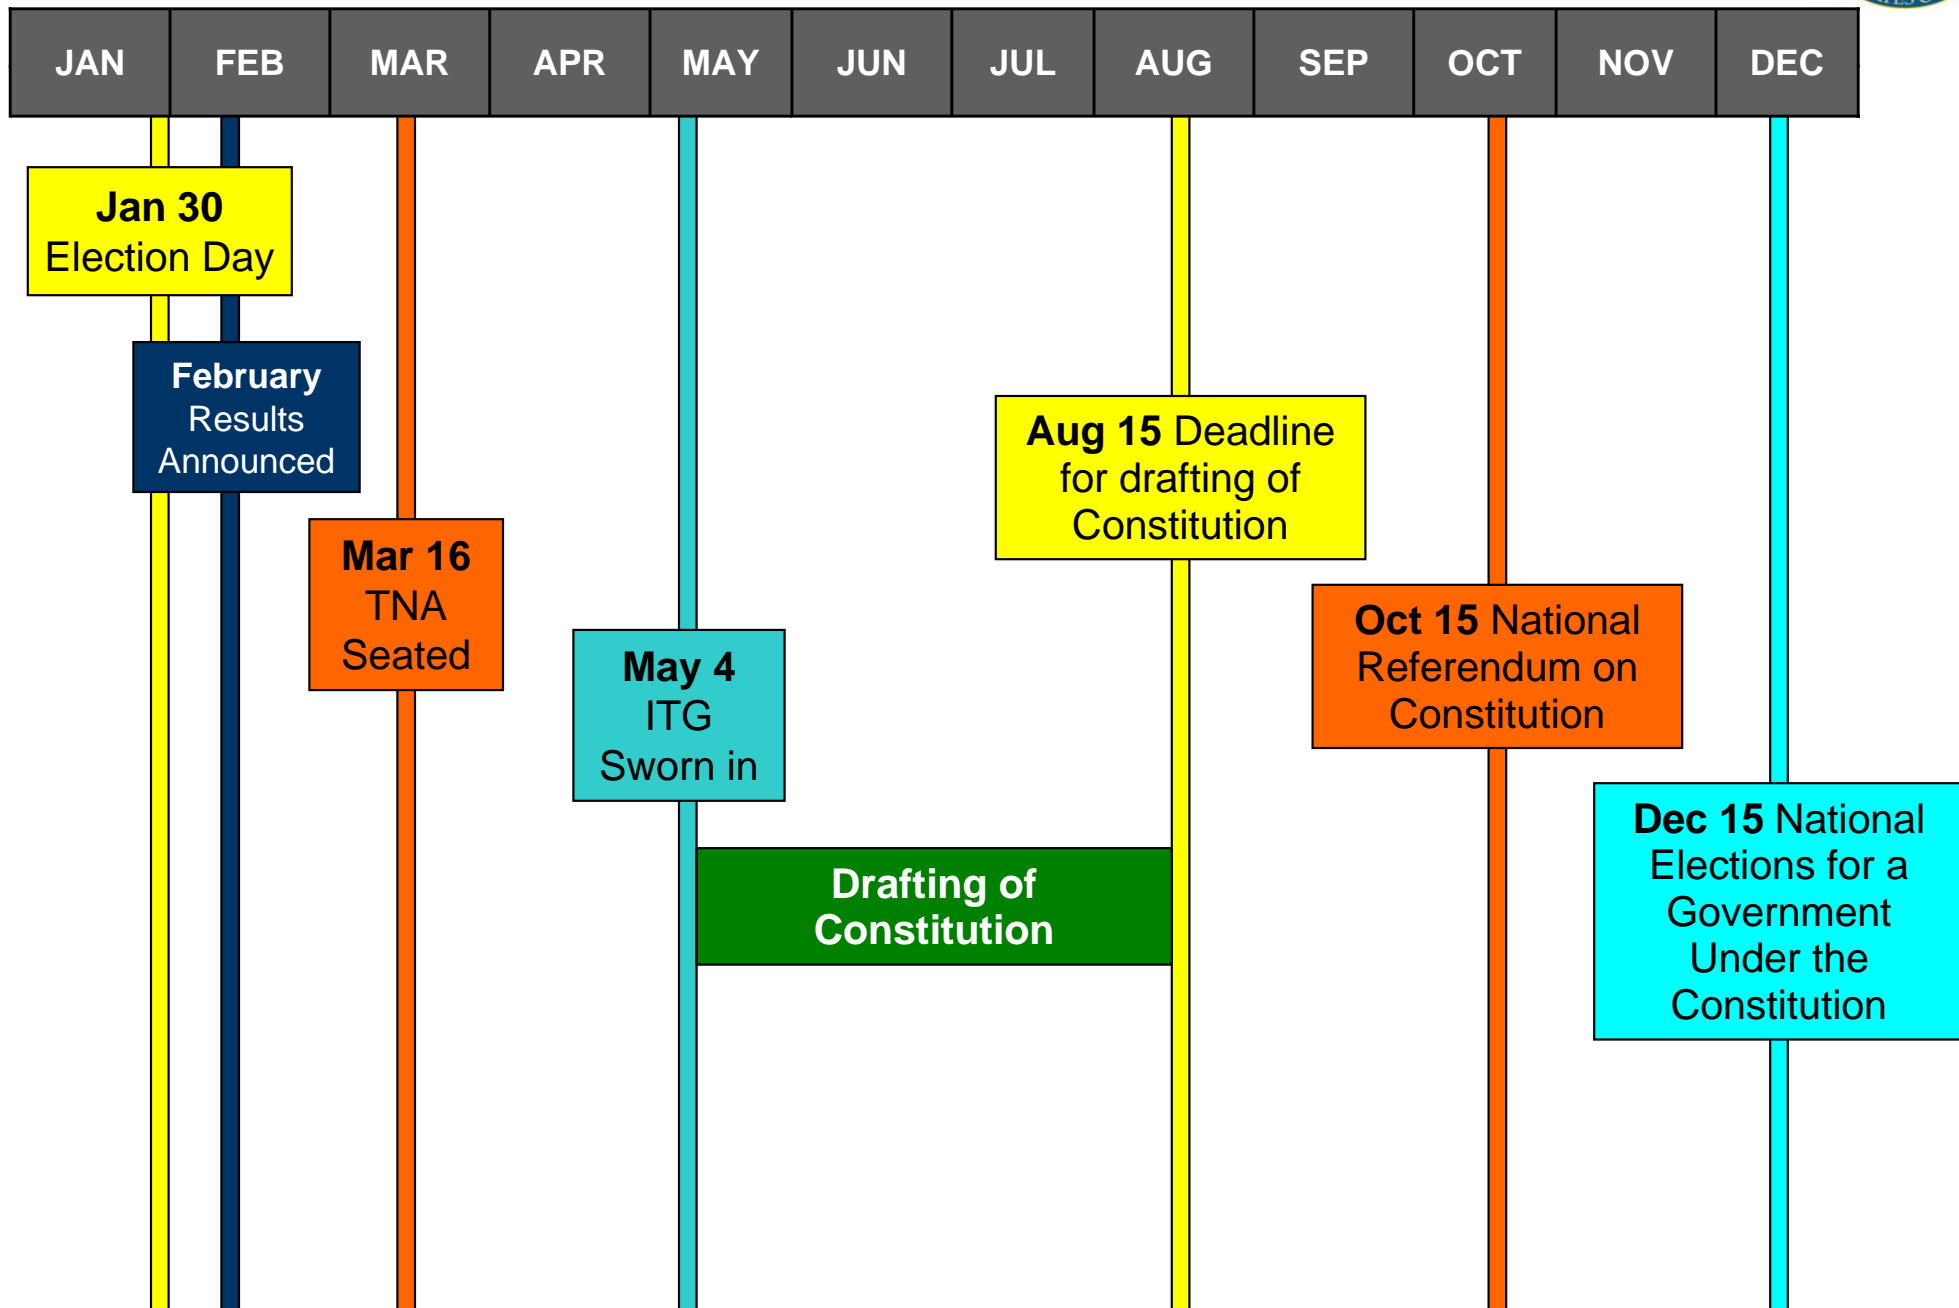 JAN FEB MAR APR MAY JUN JUL AUG SEP OCT NOV DEC
Jan 30
Election Day
February
Results
Announced
Mar 16
TNA
Seated
May 4
ITG
Sworn in
Drafting of
Constitution
Aug 15 Deadline
for drafting of
Constitution
Oct 15 National
Referendum on
Constitution
Dec 15 National
Elections for a
Government
Under the
Constitution